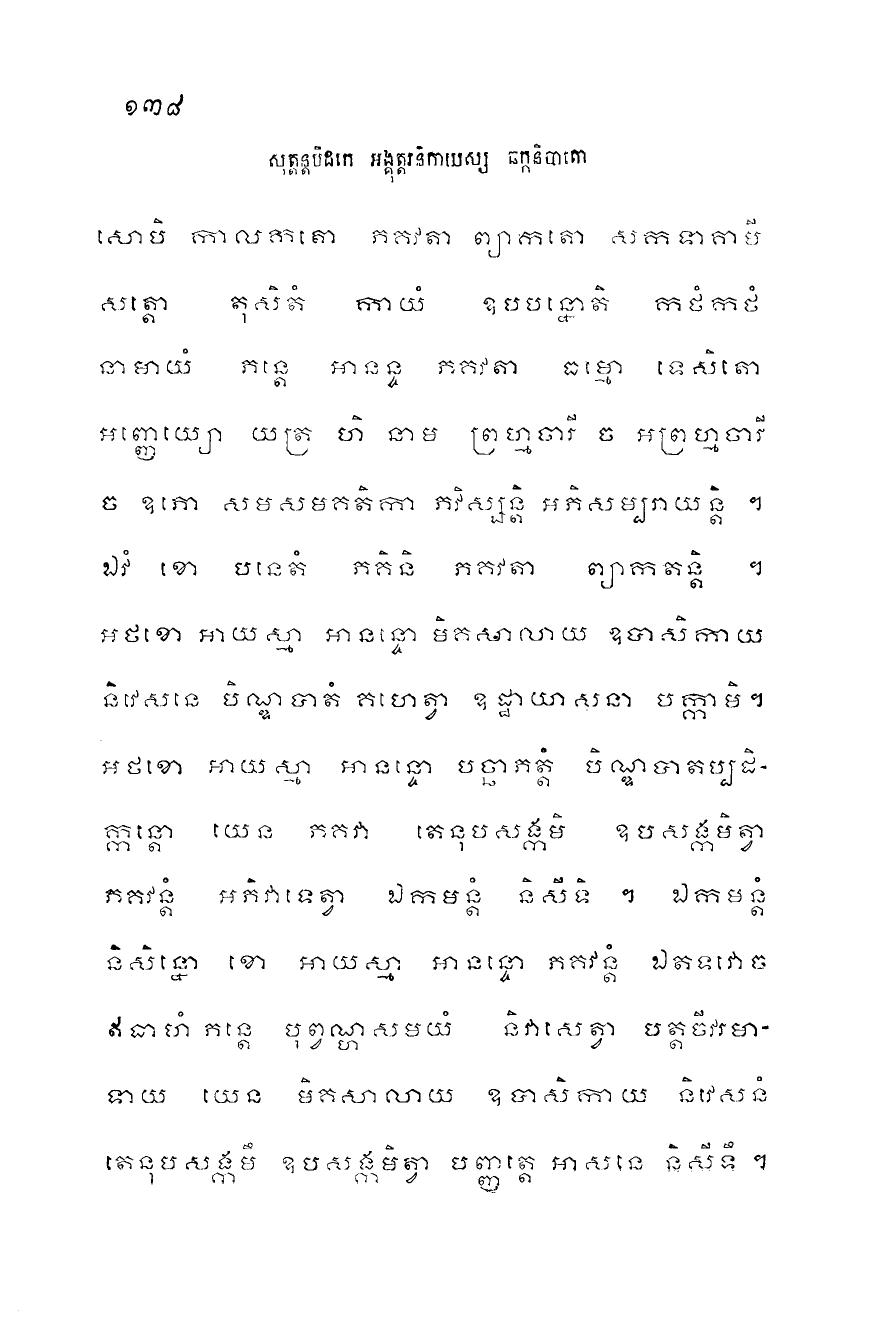 ១៣៨
សុត្តន្តបិដកេ អង្គុត្តរនិកាយស្ស ឆក្កនិបាតោ
សោបិ កាលកតោ ភគវតា ព្យាកតោ សកទាគាមី
សត្តោ តុសិតំ កាយំ ឧបបន្នោតិ កថំកថំ
នាមាយំ ភន្តេ អានន្ទ ភគវតា ធម្មោ ទេសិតោ
អញ្ញេយ្យោ យត្រ ហិ នាម ព្រហ្មចារី ច អព្រហ្មចារី
ច ឧភោ សមសមគតិកា ភវិស្សន្តិ អភិសម្បរាយន្តិ ។
ឯវំ ខោ បនេតំ ភគិនិ ភគវតា ព្យាកតន្តិ ។
អថខោ អាយស្មា អានន្ទោ មិគសាលាយ ឧបាសិកាយ
និវេសនេ បិណ្ឌបាតំ គហេត្វា ឧដ្ឋាយាសនា បក្កាមិ។
អថខោ អាយស្មា អានន្ទោ បច្ឆាភត្តំ បិណ្ឌបាតប្បដិ-
ក្កន្តោ យេន ភគវា តេនុបសង្កមិ ឧបសង្កមិត្វា
ភគវន្តំ អភិវាទេត្វា ឯកមន្តំ និសីទិ ។ ឯកមន្តំ
និសិន្នោ ខោ អាយស្មា អានន្ទោ ភគវន្តំ ឯតទវោច
ឥធាហំ ភន្តេ បុព្វណ្ហសមយំ និវាសេត្វា បត្តចីវរមា-
ទាយ យេន មិគសាលាយ ឧបាសិកាយ និវេសនំ
តេនុបសង្កមឹ ឧបសង្កមិត្វា បញ្ញត្តេ អាសនេ និសីទឹ ។